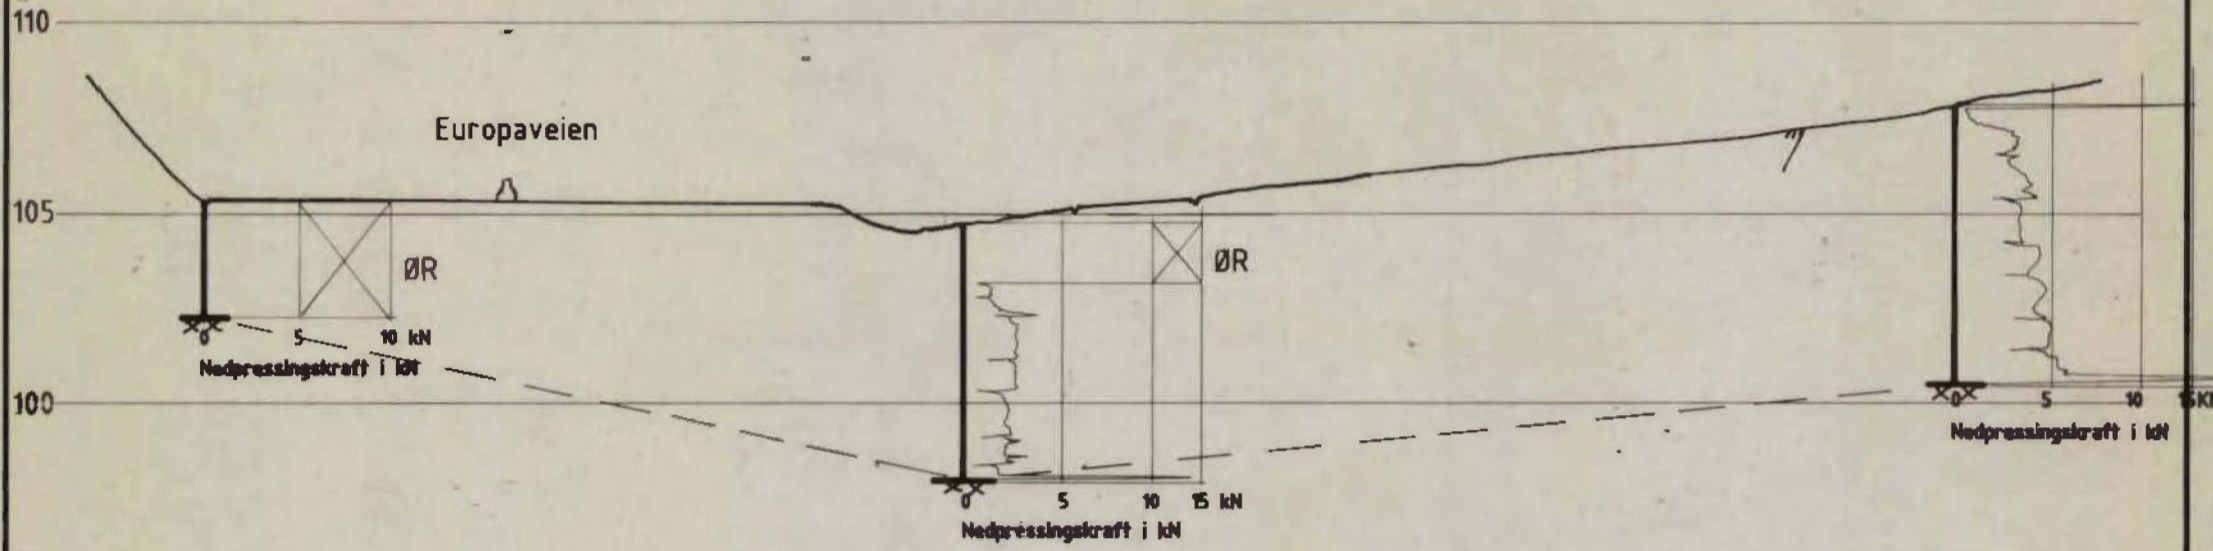 110
Europaveien
105
ØR
ØR
0 5 10 kN
Nedpressingskraft i kN
100
0 5 10 15 kN
Nedpressingskraft i kN
0 5 10 15 K
Nedpressingskraft i kN